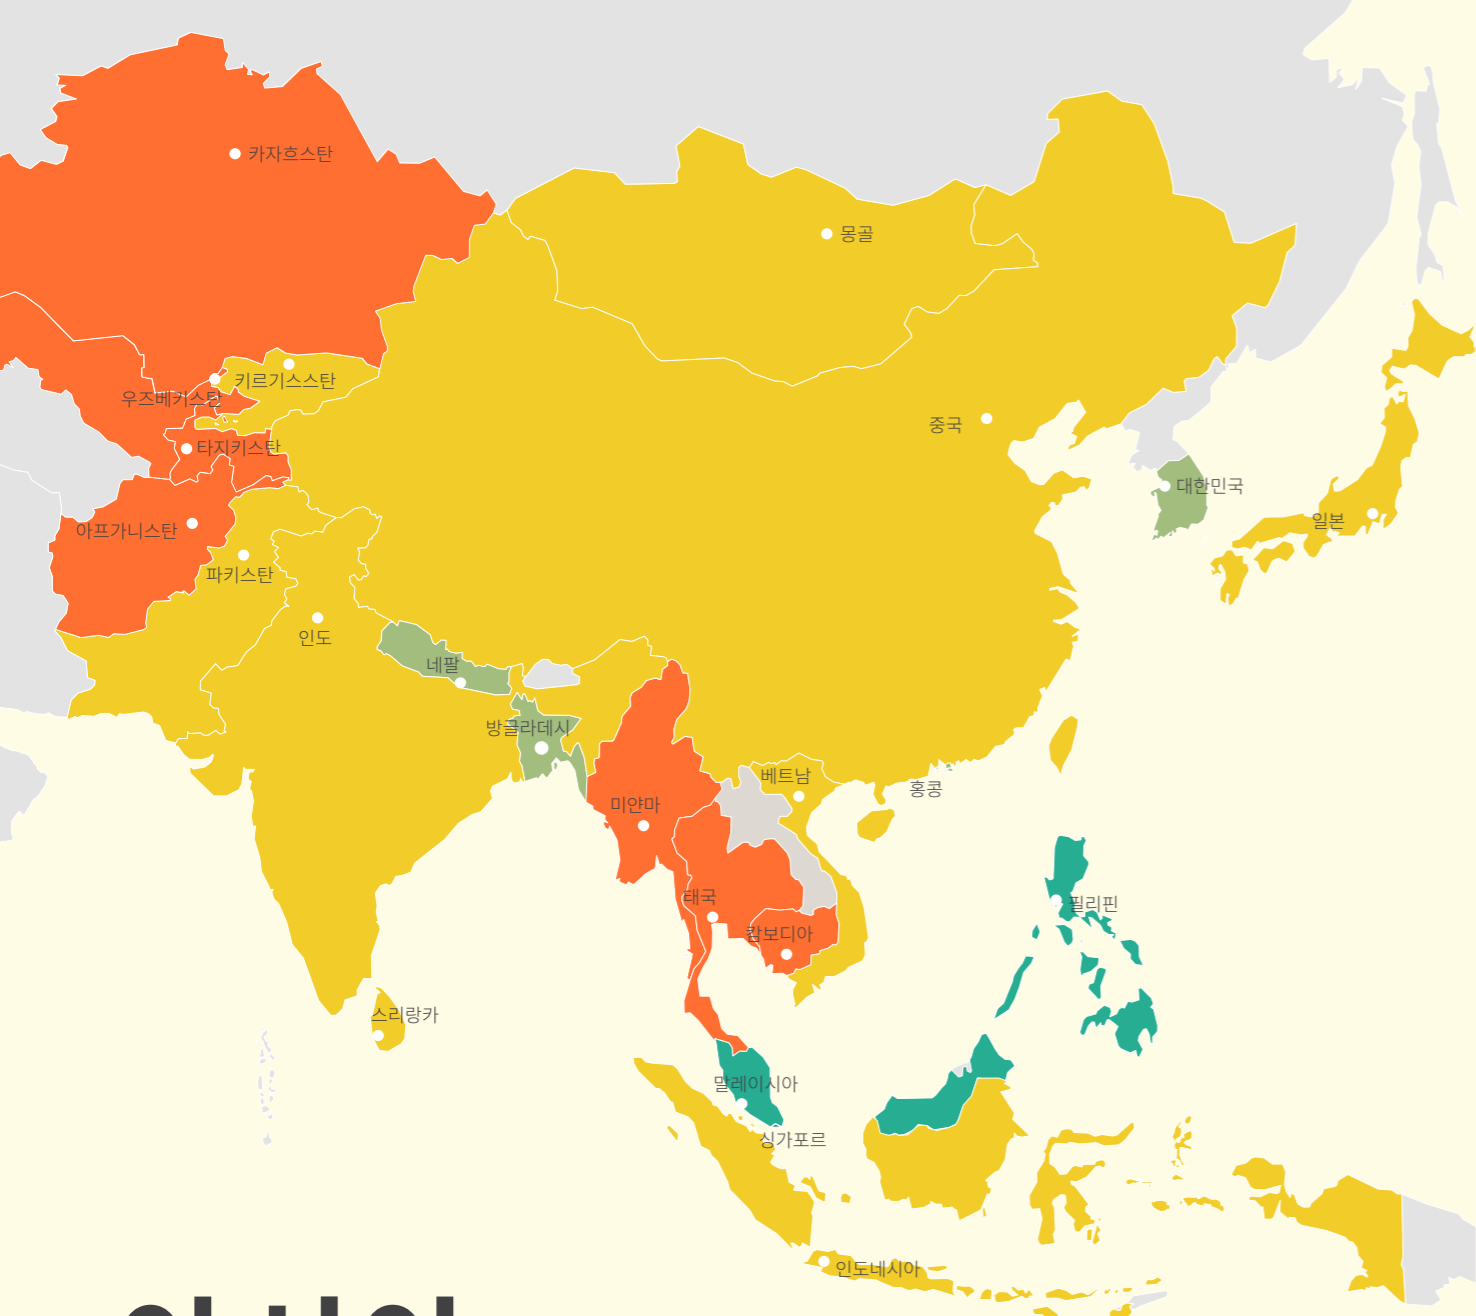 카자흐스탄
몽골
키르기스스탄
우즈베키스탄
중국
타지키스탄
대한민국
아프가니스탄
일본
파키스탄
인도
네팔
방글라데시
베트남
홍콩
미얀마
태국
필리핀
캄보디아
스리랑카
말레이시아
싱가포르
인도네시아